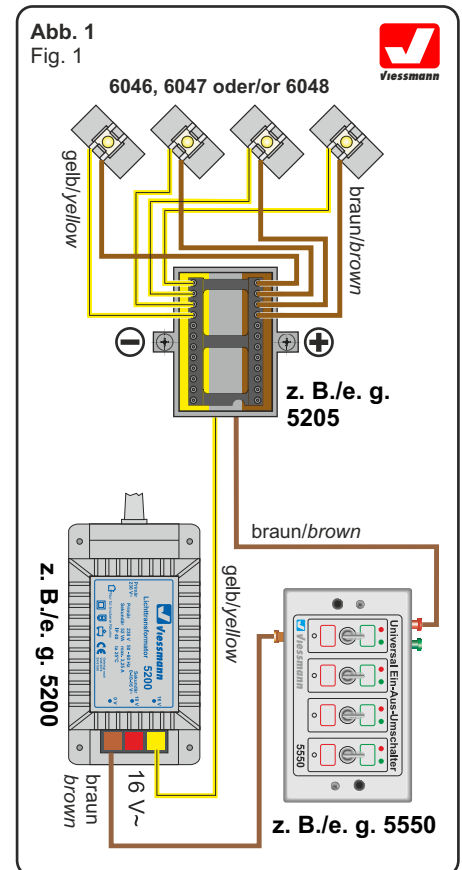 Abb. 1
Fig. 1
viessmann
6046, 6047 oder/or 6048
gelb/yellow
braun/brown
z. B./e. g.
5205
braun/brown
gelb/yellow
z. B./e. g. 5200
viessmann
Lichttransformator
5200
16 V~
braun
brown
Universal Ein-Aus-Umschalter
viessmann
5550
z. B./e. g. 5550